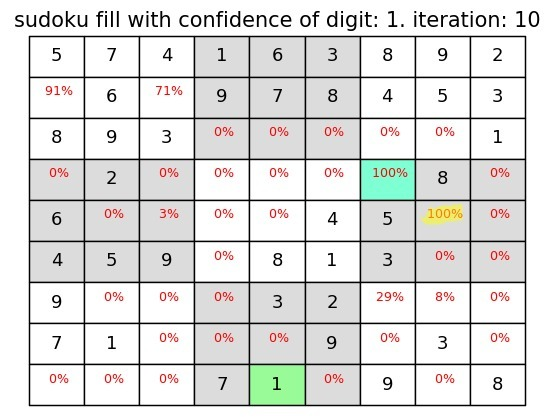 sudoku fill with confidence of digit: 1. iteration: 10
5 7 4 1 6 3 8 9 2
91% 6 71% 9 7 8 4 5 3
8 9 3 0% 0% 0% 0% 0% 1
0% 2 0% 0% 0% 0% 100% 8 0%
6 0% 3% 0% 0% 4 5 100% 0%
4 5 9 0% 8 1 3 0% 0%
9 0% 0% 0% 3 2 29% 8% 0%
7 1 0% 0% 0% 9 0% 3 0%
0% 0% 0% 7 1 0% 9 0% 8